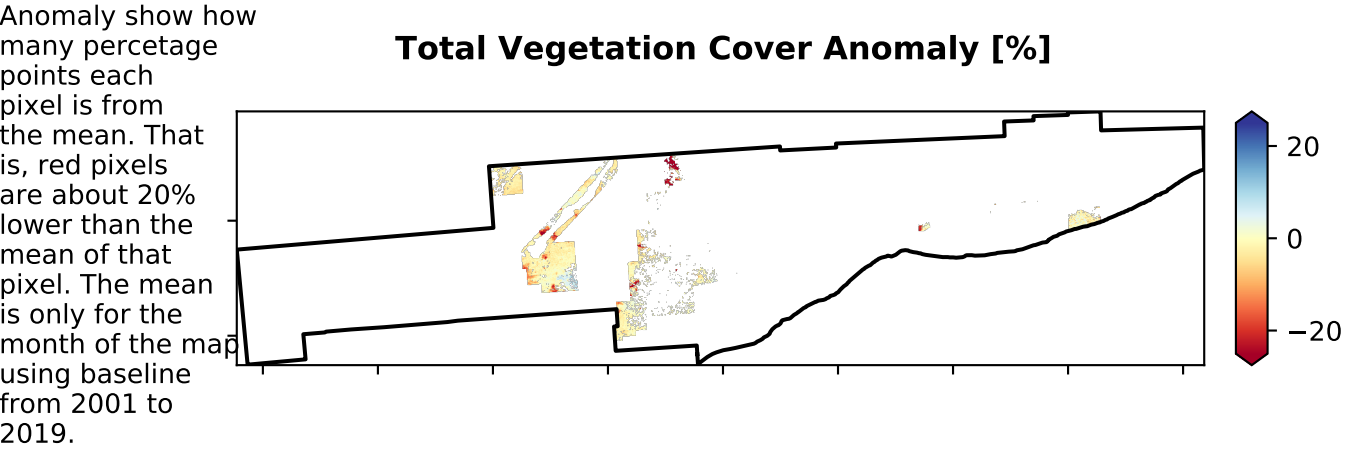 Anomaly show how
many percetage
points each
pixel is from
the mean. That
is, red pixels
are about 20%
lower than the
mean of that
pixel. The mean
is only for the
month of the map
using baseline
from 2001 to
2019.
Total Vegetation Cover Anomaly [%]
20
0
−20